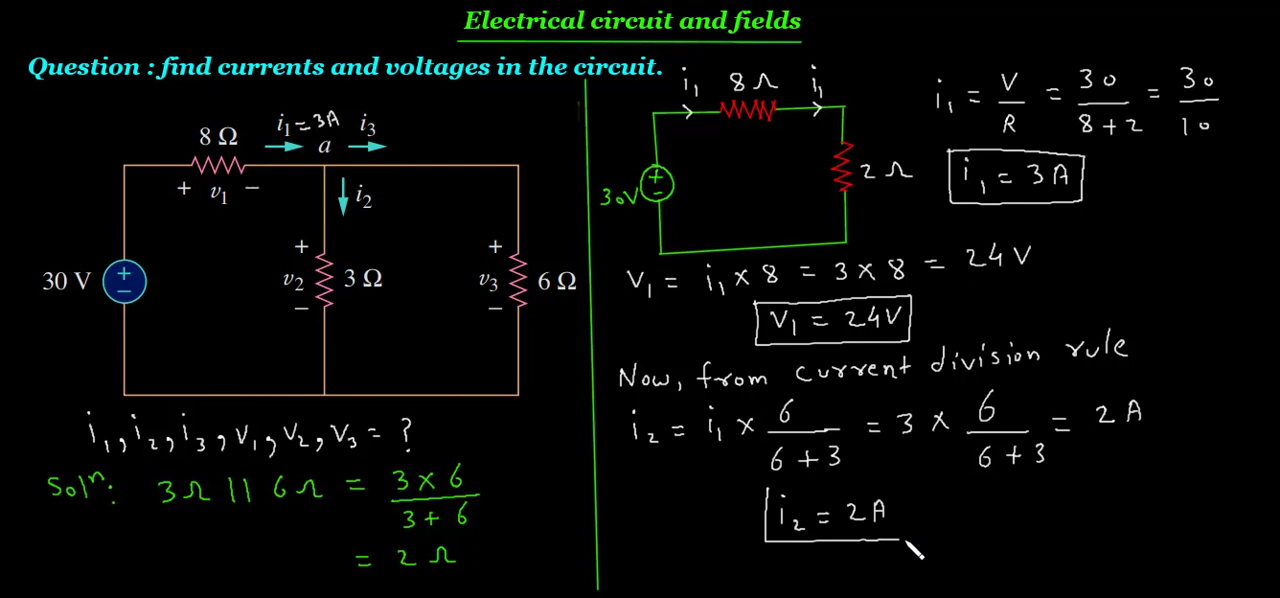 Electrical circuit and fields
Question : find currents and voltages in the circuit.
8 Ω
i₁ = 3A
i₃
a
+ v₁ −
i₂
30 V
+
−
+
v₂
−
3 Ω
+
v₃
−
6 Ω
i₁, i₂, i₃, V₁, V₂, V₃ = ?
Solⁿ: 3Ω || 6Ω = 3 × 6 / 3 + 6
= 2 Ω
i₁ 8 Ω i₁
30V
+
−
2 Ω
i₁ = V / R = 30 / 8 + 2 = 30 / 10
i₁ = 3A
V₁ = i₁ × 8 = 3 × 8 = 24 V
V₁ = 24V
Now, from current division rule
i₂ = i₁ × 6 / 6 + 3 = 3 × 6 / 6 + 3 = 2 A
i₂ = 2A